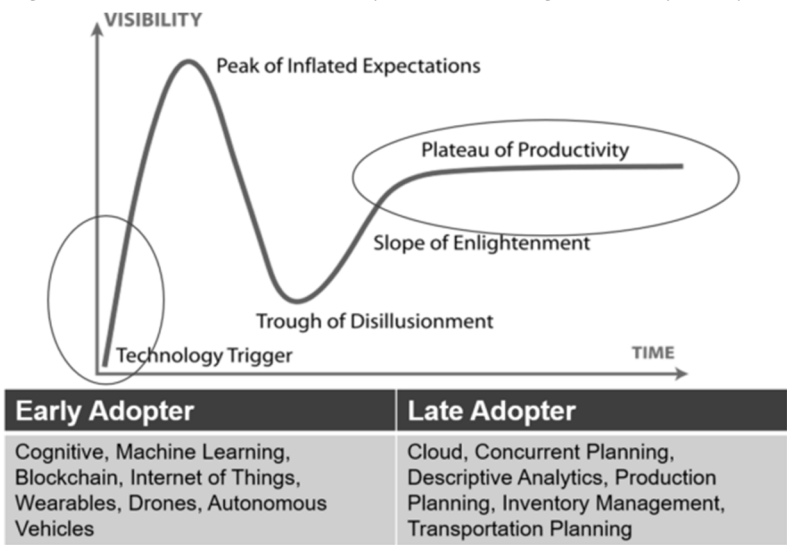 VISIBILITY
Peak of Inflated Expectations
Plateau of Productivity
Slope of Enlightenment
Trough of Disillusionment
Technology Trigger
TIME
Early Adopter
Late Adopter
Cognitive, Machine Learning,
Blockchain, Internet of Things,
Wearables, Drones, Autonomous
Vehicles
Cloud, Concurrent Planning,
Descriptive Analytics, Production
Planning, Inventory Management,
Transportation Planning